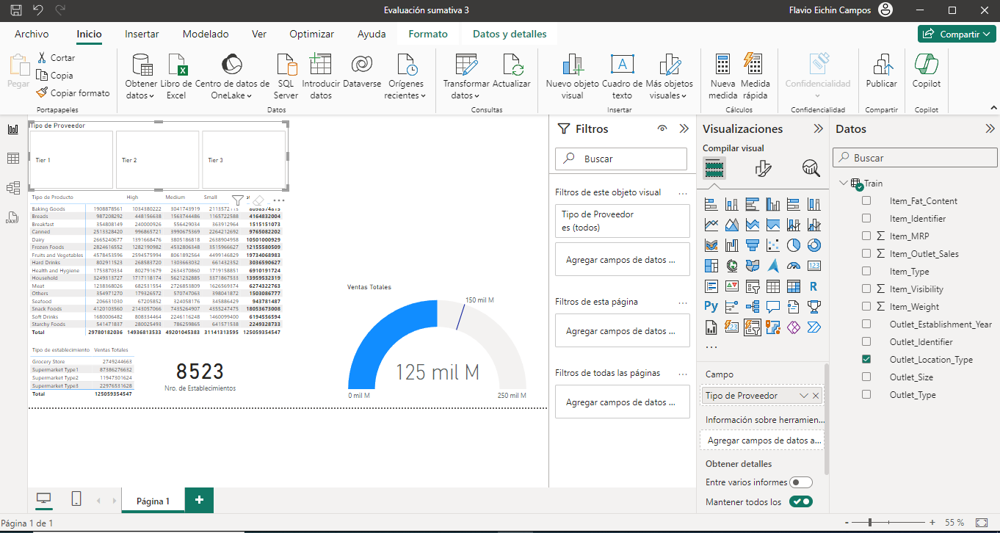 Evaluación sumativa 3
Flavio Eichin Campos
Archivo Inicio Insertar Modelado Ver Optimizar Ayuda Formato Datos y detalles
Compartir
Pegar
Cortar
Copia
Copiar formato
Portapapeles
Obtener datos
Libro de Excel
Centro de datos de OneLake
SQL Server
Introducir datos
Dataverse
Orígenes recientes
Datos
Transformar datos
Actualizar
Consultas
Nuevo objeto visual
Cuadro de texto
Más objetos visuales
Insertar
Nueva medida
Medida rápida
Cálculos
Confidencialidad
Confidencialidad
Publicar
Compartir
Copilot
Copilot
Tipo de Proveedor
Tier 1 Tier 2 Tier 3
Tipo de Producto High Medium Small
Baking Goods 1908878561 1034380222 3041743919
Breads 987208292 448156638 1563744486 1165722588 4164832004
Breakfast 354808149 240000926 556429034 363912964 1515151073
Canned 2513328420 996865721 3990675369 2264212692 9765082202
Dairy 2665240677 1391668476 3805186818 2638904958 10501000929
Frozen Foods 2824616552 1282190982 4532806348 3515966627 12155580509
Fruits and Vegetables 4578453596 2594575994 8061892564 4499146829 19734068983
Hard Drinks 802911523 268583720 1303663032 661432352 3036590627
Health and Hygiene 1753870334 802791679 2634370860 1719158851 6910191724
Household 3249313727 1717118174 5621232885 3371867533 13959532319
Meat 1238368026 682531554 2726853809 1626569374 6274322763
Others 354971270 179326572 570747063 398041872 1503086777
Seafood 206631030 67205852 324058176 345886429 943781487
Snack Foods 4120103560 2143057066 7435264907 4355247475 18053673008
Soft Drinks 1680006482 808334464 2246116248 1460099400 6194556594
Starchy Foods 541471837 280025493 786259865 641571538 2249328733
Total 29780182036 14936813533 49201045383 31141313595 125059354547
Tipo de establecimiento Ventas Totales
Grocery Store 2749244663
Supermarket Type1 87386276632
Supermarket Type2 11947301624
Supermarket Type3 22976531628
Total 125059354547
8523
Nro. de Establecimientos
Ventas Totales
150 mil M
125 mil M
0 mil M
250 mil M
Filtros
Buscar
Filtros de este objeto visual ...
Tipo de Proveedor
es (todos)
Agregar campos de datos ...
Filtros de esta página ...
Agregar campos de datos ...
Filtros de todas las páginas ...
Agregar campos de datos ...
Visualizaciones
Compilar visual
123
R
Py
123
...
Campo
Tipo de Proveedor
Información sobre herramien...
Agregar campos de datos a...
Obtener detalles
Entre varios informes
Mantener todos los
Datos
Buscar
Train
Item_Fat_Content
Item_Identifier
Item_MRP
Item_Outlet_Sales
Item_Type
Item_Visibility
Item_Weight
Outlet_Establishment_Year
Outlet_Identifier
Outlet_Location_Type
Outlet_Size
Outlet_Type
Página 1
+
Página 1 de 1
- + 55 %